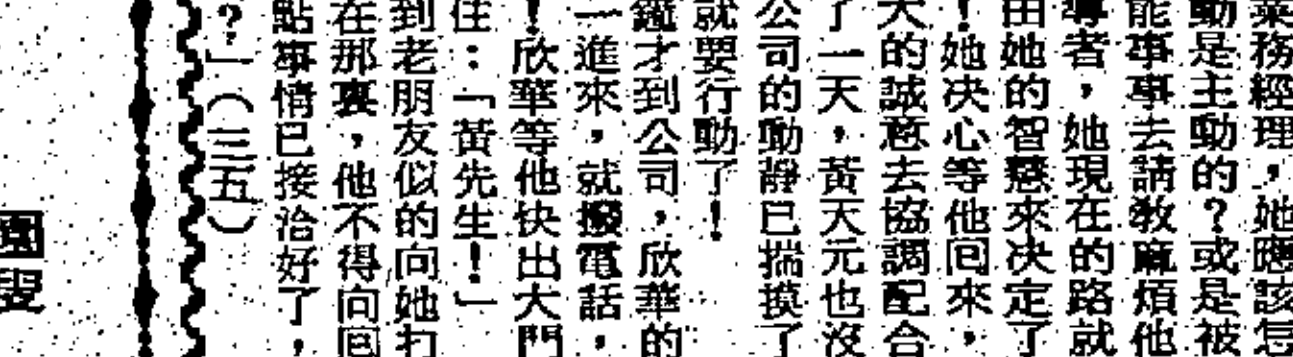 業務經理，她應該怎
動是主動的？或是被
能事事去請教麻煩他
導者，她現在的路就
由她的智慧來決定了
！她決心等他回來，
大的誠意去協調配合
了一天，黃天元也沒
公司的動靜已揣摸了
就要行動了！
鐘才到公司，欣華的
一進來，就撥電話，
！欣華等他快出大門
住：「黃先生！」
到老朋友似的向她打
在那裏，他不得向回
點事情已接洽好了，
？」（三五）